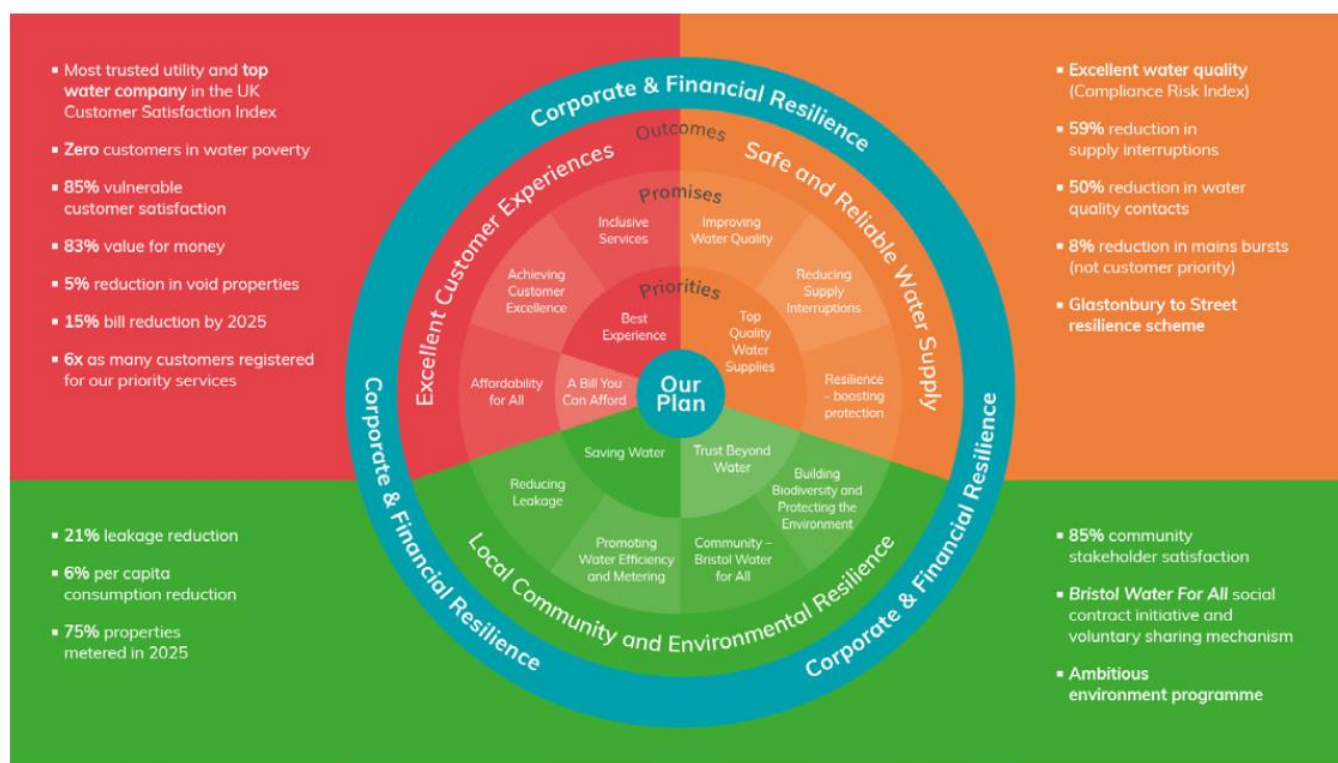 ▪ Most trusted utility and top
water company in the UK
Customer Satisfaction Index
▪ Zero customers in water poverty
▪ 85% vulnerable
customer satisfaction
▪ 83% value for money
▪ 5% reduction in void properties
▪ 15% bill reduction by 2025
▪ 6x as many customers registered
for our priority services
Corporate & Financial Resilience
Outcomes
Excellent Customer Experiences
Safe and Reliable Water Supply
Promises
Inclusive
Services
Improving
Water Quality
Achieving
Customer
Excellence
Reducing
Supply
Interruptions
Priorities
Best
Experience
Top
Quality
Water
Supplies
Affordability
for All
A Bill You
Can Afford
Our
Plan
Resilience
– boosting
protection
Saving Water
Trust Beyond
Water
Reducing
Leakage
Building
Biodiversity and
Protecting the
Environment
Promoting
Water Efficiency
and Metering
Community –
Bristol Water
for All
Local Community and Environmental Resilience
Corporate & Financial Resilience
Corporate & Financial Resilience
▪ Excellent water quality
(Compliance Risk Index)
▪ 59% reduction in
supply interruptions
▪ 50% reduction in water
quality contacts
▪ 8% reduction in mains bursts
(not customer priority)
▪ Glastonbury to Street
resilience scheme
▪ 21% leakage reduction
▪ 6% per capita
consumption reduction
▪ 75% properties
metered in 2025
▪ 85% community
stakeholder satisfaction
▪ Bristol Water For All social
contract initiative and
voluntary sharing mechanism
▪ Ambitious
environment programme